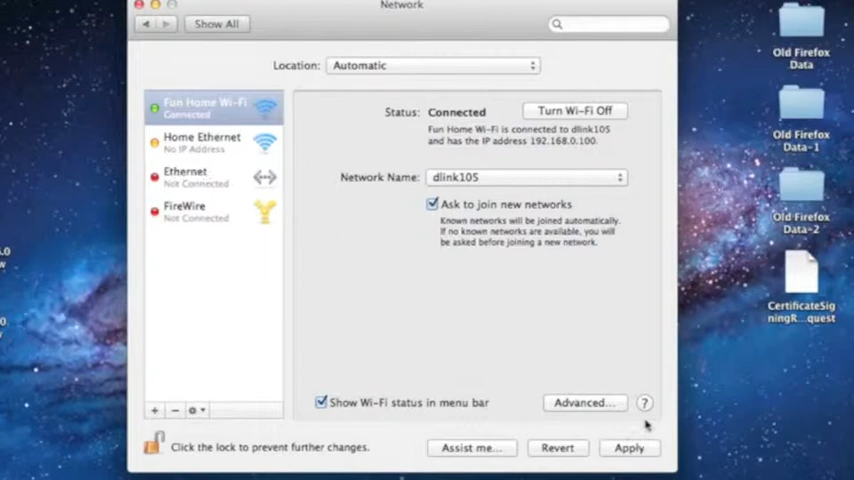 Network
Show All
Location: Automatic
Fun Home Wi-Fi
Connected
Home Ethernet
No IP Address
Ethernet
Not Connected
FireWire
Not Connected
Status: Connected
Turn Wi-Fi Off
Fun Home Wi-Fi is connected to dlink105
and has the IP address 192.168.0.100.
Network Name: dlink105
Ask to join new networks
Known networks will be joined automatically.
If no known networks are available, you will
be asked before joining a new network.
Show Wi-Fi status in menu bar
Advanced...
?
Click the lock to prevent further changes.
Assist me...
Revert
Apply
Old Firefox
Data
Old Firefox
Data-1
Old Firefox
Data-2
CertificateSig
ningR...quest